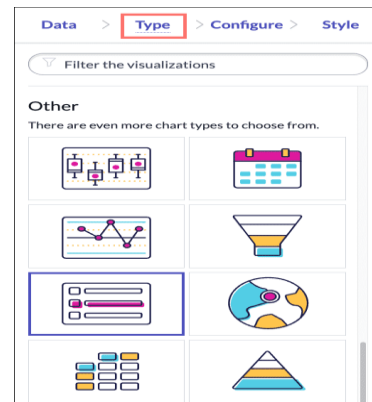 Data > Type > Configure > Style
Filter the visualizations
Other
There are even more chart types to choose from.